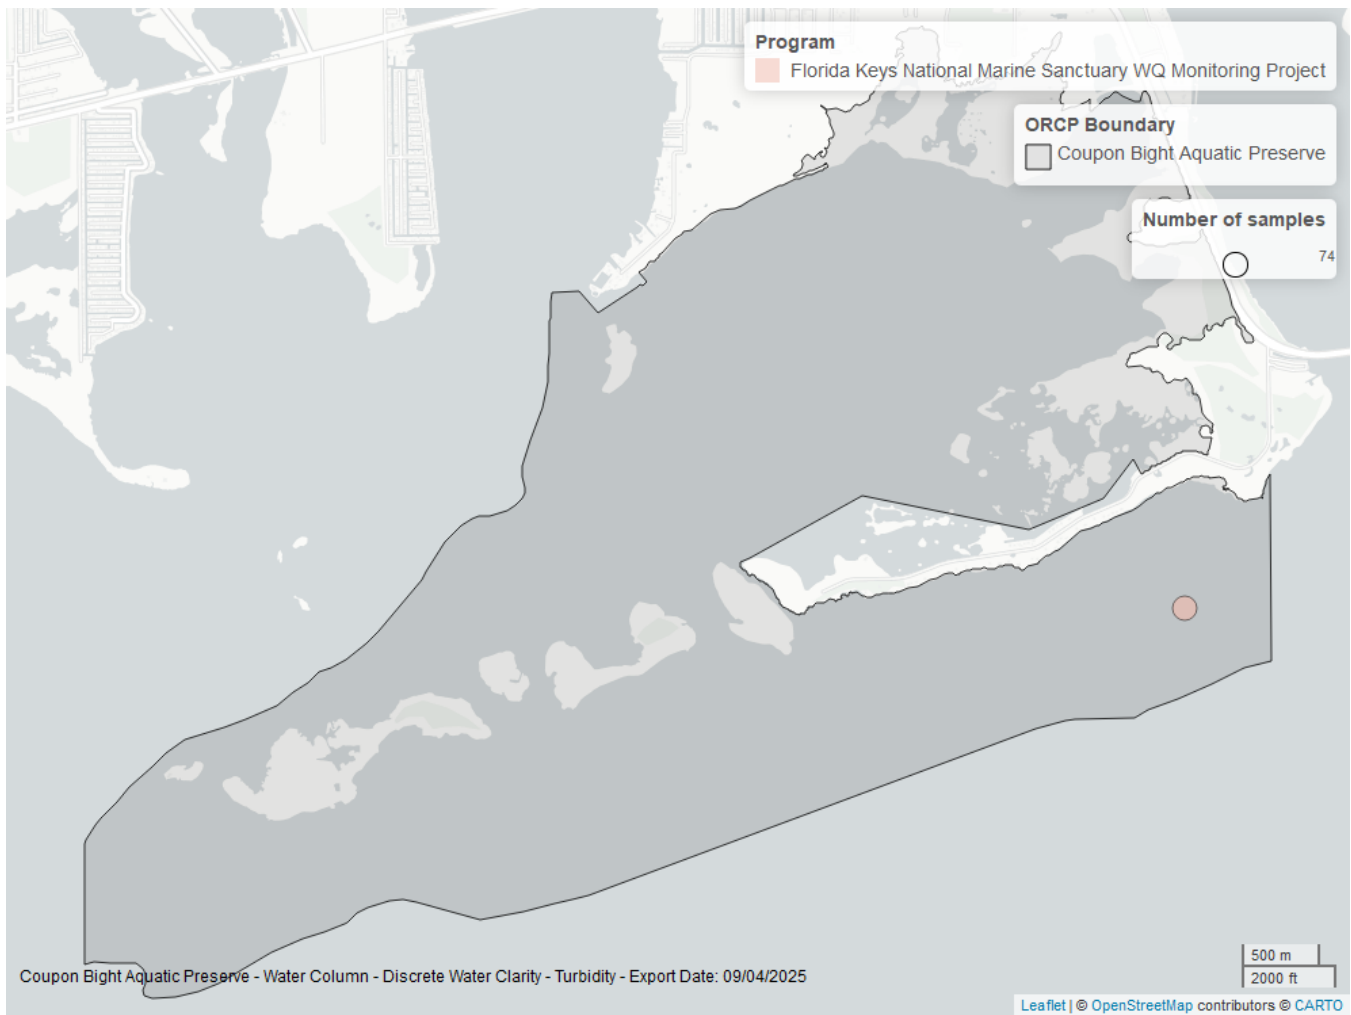 Program
Florida Keys National Marine Sanctuary WQ Monitoring Project
ORCP Boundary
Coupon Bight Aquatic Preserve
Number of samples
74
500 m
2000 ft
Coupon Bight Aquatic Preserve - Water Column - Discrete Water Clarity - Turbidity - Export Date: 09/04/2025
Leaflet | © OpenStreetMap contributors © CARTO